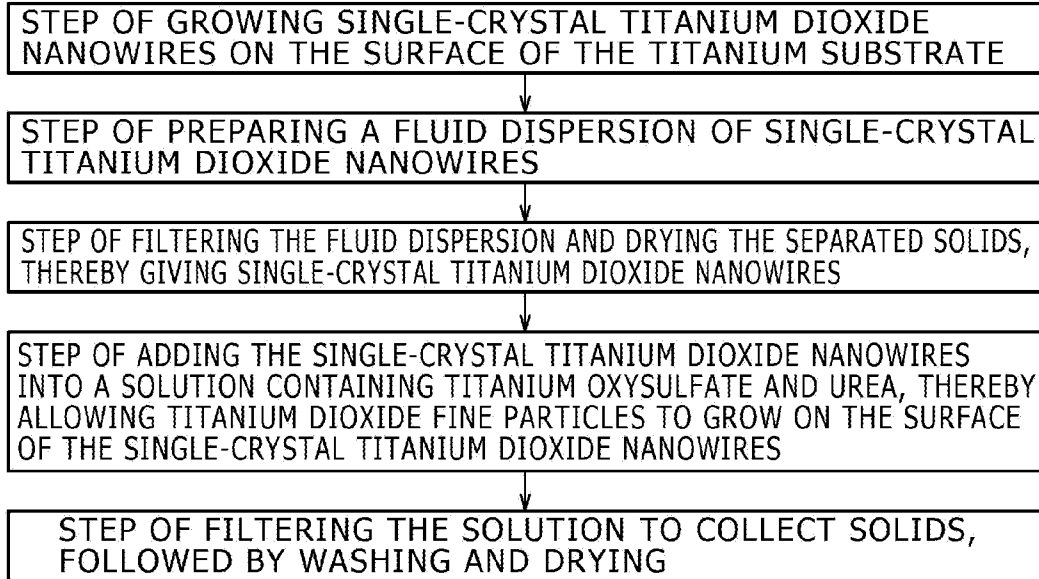 STEP OF GROWING SINGLE-CRYSTAL TITANIUM DIOXIDE
NANOWIRES ON THE SURFACE OF THE TITANIUM SUBSTRATE
STEP OF PREPARING A FLUID DISPERSION OF SINGLE-CRYSTAL
TITANIUM DIOXIDE NANOWIRES
STEP OF FILTERING THE FLUID DISPERSION AND DRYING THE SEPARATED SOLIDS,
THEREBY GIVING SINGLE-CRYSTAL TITANIUM DIOXIDE NANOWIRES
STEP OF ADDING THE SINGLE-CRYSTAL TITANIUM DIOXIDE NANOWIRES
INTO A SOLUTION CONTAINING TITANIUM OXYSULFATE AND UREA, THEREBY
ALLOWING TITANIUM DIOXIDE FINE PARTICLES TO GROW ON THE SURFACE
OF THE SINGLE-CRYSTAL TITANIUM DIOXIDE NANOWIRES
STEP OF FILTERING THE SOLUTION TO COLLECT SOLIDS,
FOLLOWED BY WASHING AND DRYING